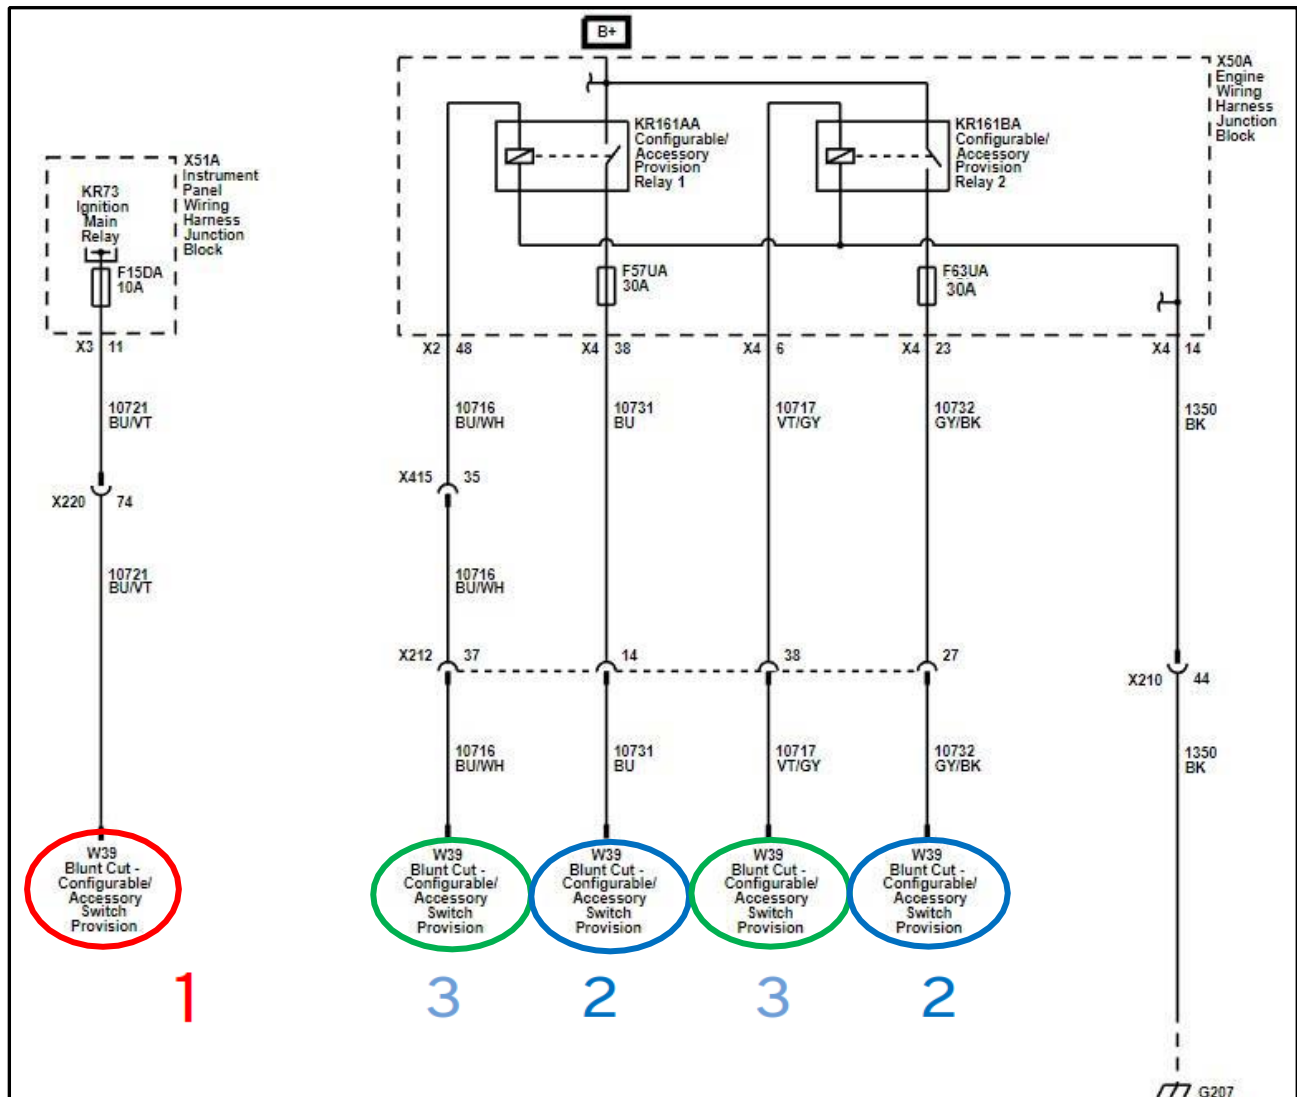 B+
X50A
Engine
Wiring
Harness
Junction
Block
KR161AA
Configurable/
Accessory
Provision
Relay 1
KR161BA
Configurable/
Accessory
Provision
Relay 2
X51A
Instrument
Panel
Wiring
Harness
Junction
Block
KR73
Ignition
Main
Relay
F15DA
10A
F57UA
30A
F63UA
30A
X3 11
X2 48
X4 38
X4 6
X4 23
X4 14
10721
BU/VT
10716
BU/WH
10731
BU
10717
VT/GY
10732
GY/BK
1350
BK
X415 35
X220 74
10721
BU/VT
10716
BU/WH
X212 37
14
38
27
X210 44
10716
BU/WH
10731
BU
10717
VT/GY
10732
GY/BK
1350
BK
W39
Blunt Cut -
Configurable/
Accessory
Switch
Provision
W39
Blunt Cut -
Configurable/
Accessory
Switch
Provision
W39
Blunt Cut -
Configurable/
Accessory
Switch
Provision
W39
Blunt Cut -
Configurable/
Accessory
Switch
Provision
W39
Blunt Cut -
Configurable/
Accessory
Switch
Provision
1 3 2 3 2
G207